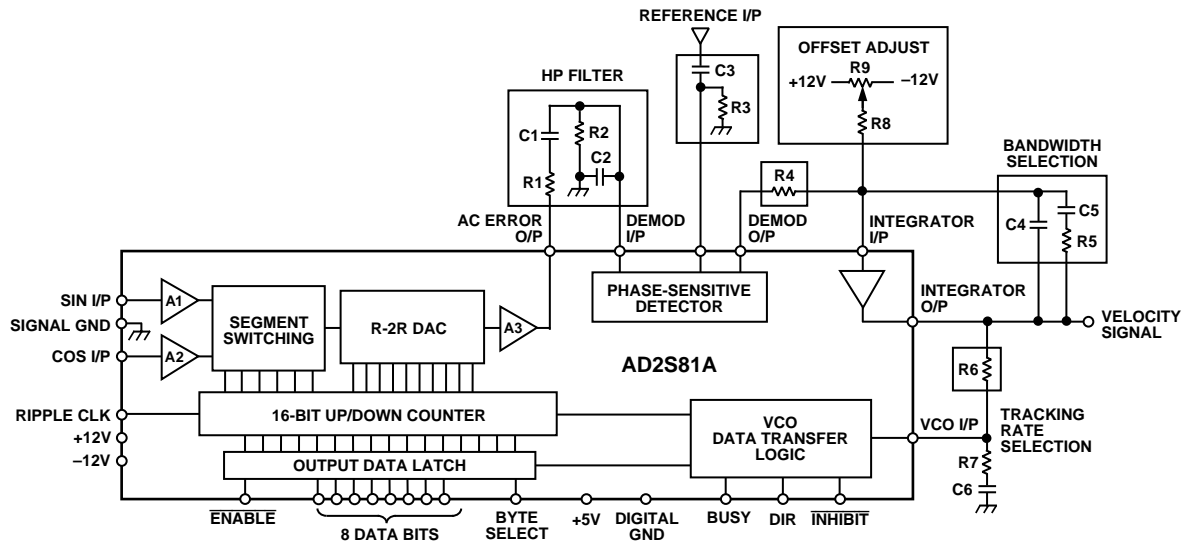 REFERENCE I/P
OFFSET ADJUST
R9
+12V
–12V
R8
C3
R3
HP FILTER
C1
R2
C2
R1
BANDWIDTH
SELECTION
C4
C5
R5
R4
AC ERROR
O/P
DEMOD
I/P
DEMOD
O/P
INTEGRATOR
I/P
SIN I/P
SIGNAL GND
COS I/P
A1
A2
SEGMENT
SWITCHING
R-2R DAC
A3
PHASE-SENSITIVE
DETECTOR
INTEGRATOR
O/P
VELOCITY
SIGNAL
AD2S81A
R6
RIPPLE CLK
+12V
–12V
16-BIT UP/DOWN COUNTER
OUTPUT DATA LATCH
VCO
DATA TRANSFER
LOGIC
VCO I/P
TRACKING
RATE
SELECTION
R7
C6
ENABLE
8 DATA BITS
BYTE
SELECT
+5V
DIGITAL
GND
BUSY
DIR
INHIBIT